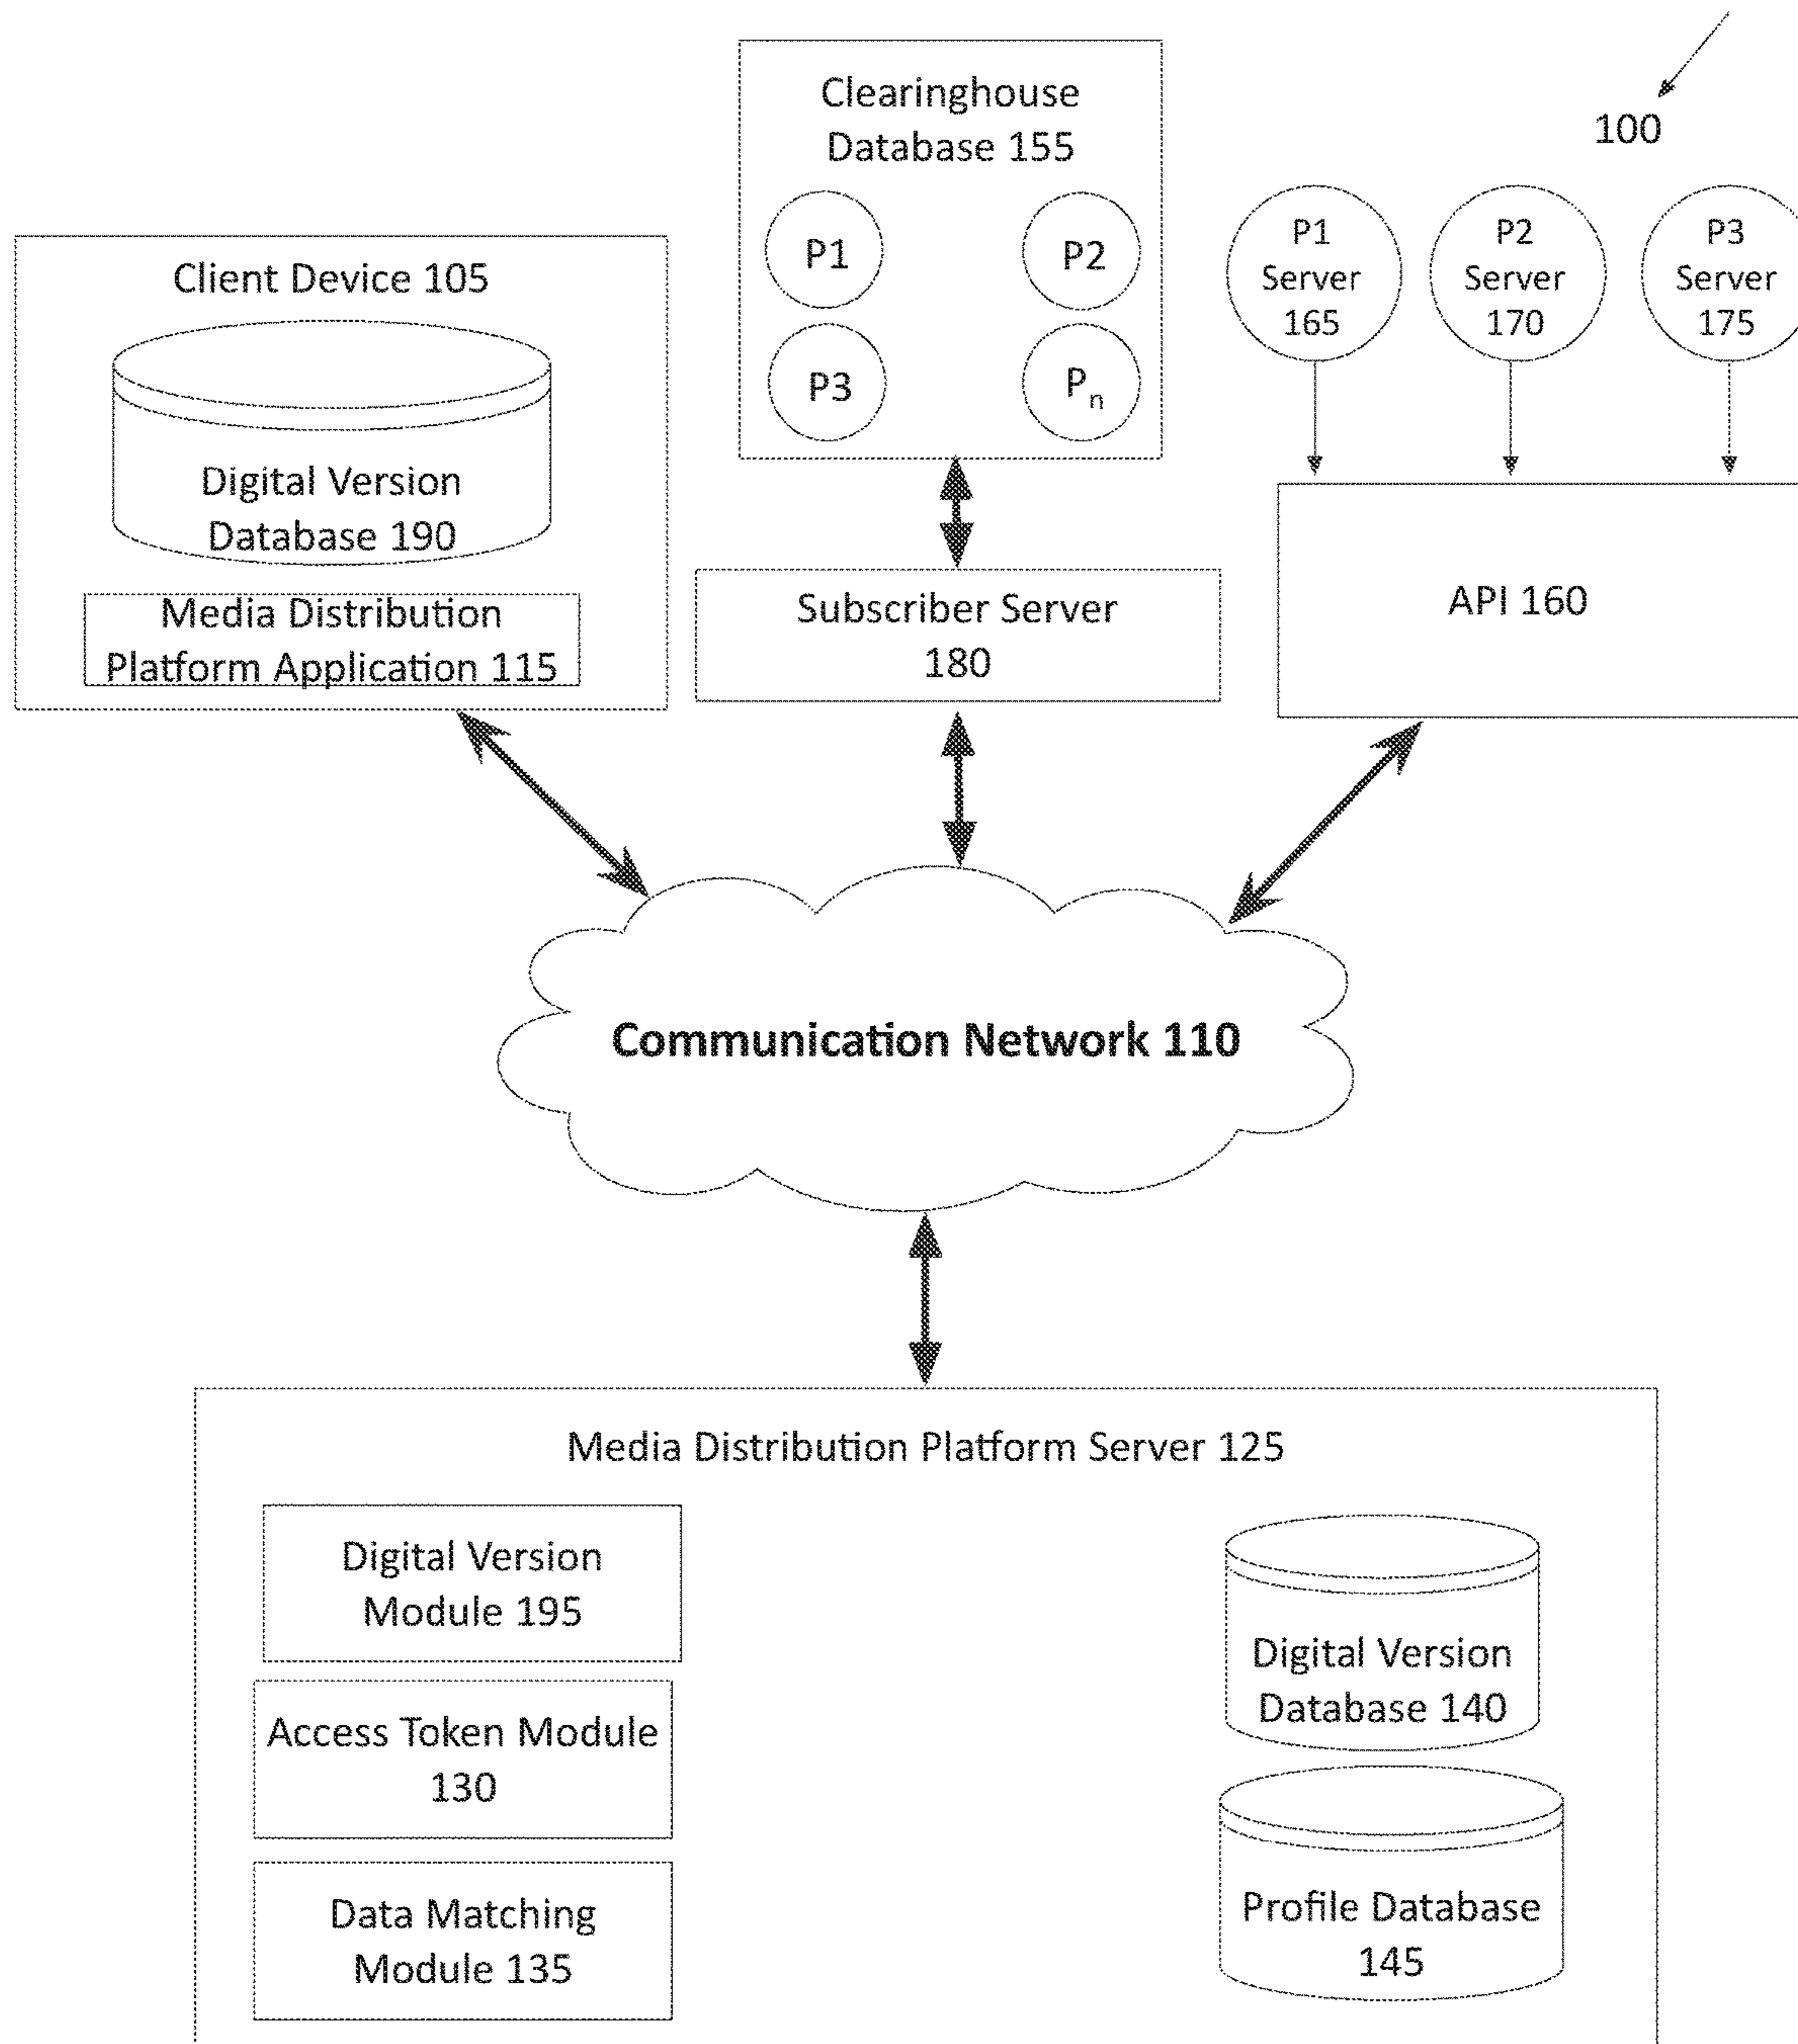 100
Clearinghouse
Database 155
P1
P2
P3
Pn
Client Device 105
Digital Version
Database 190
Media Distribution
Platform Application 115
P1
Server
165
P2
Server
170
P3
Server
175
Subscriber Server
180
API 160
Communication Network 110
Media Distribution Platform Server 125
Digital Version
Module 195
Access Token Module
130
Data Matching
Module 135
Digital Version
Database 140
Profile Database
145